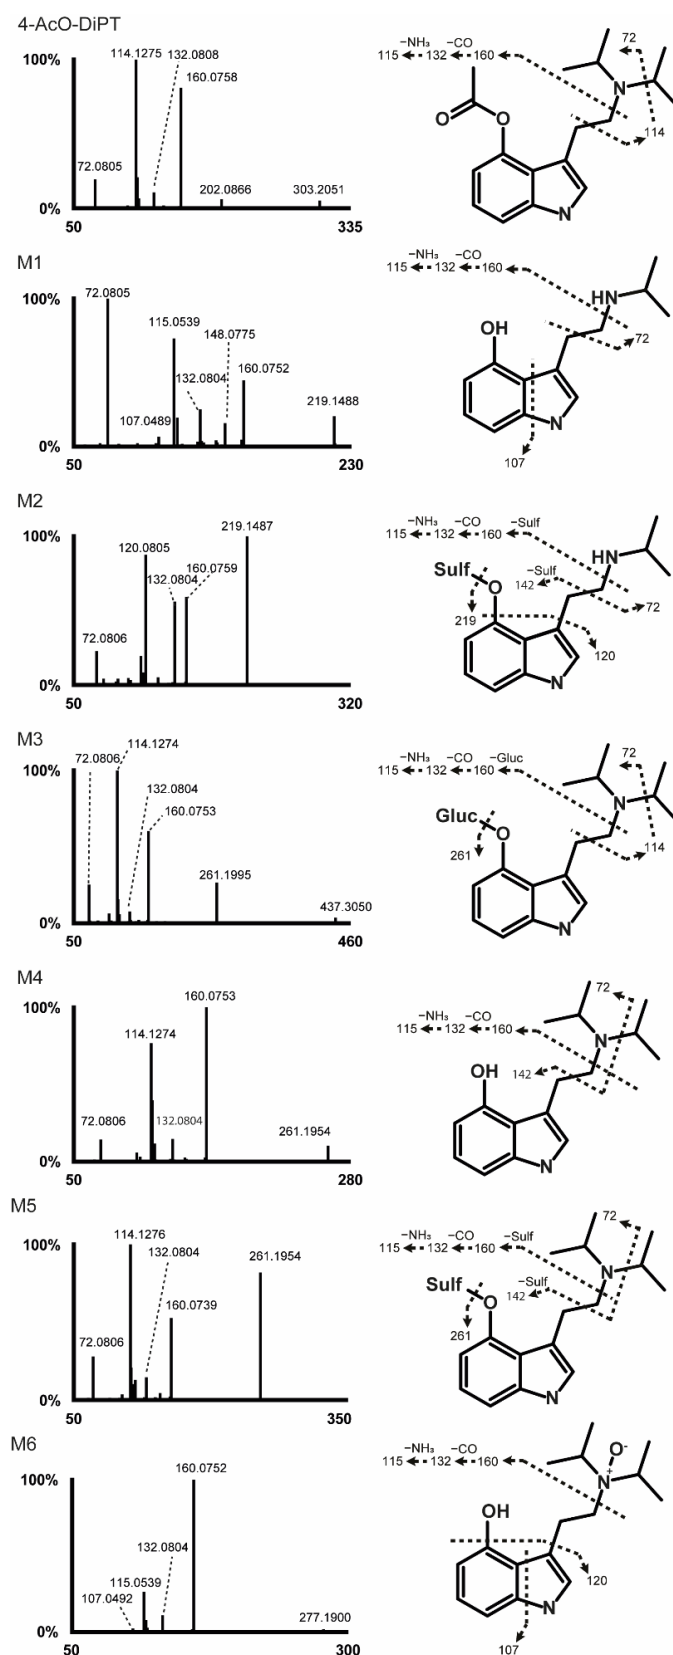 4-AcO-DiPT
100%
114.1275
132.0808
160.0758
72.0805
202.0866
303.2051
0%
50
335
−NH₃ −CO
115 132 160
72
N
O
O
114
N
M1
100%
72.0805
115.0539
148.0775
132.0804
160.0752
107.0489
219.1488
0%
50
230
−NH₃ −CO
115 132 160
HN
OH
72
N
107
M2
100%
219.1487
120.0805
132.0804
160.0759
72.0806
0%
50
320
−NH₃ −CO −Sulf
115 132 160
HN
Sulf
O
−Sulf
142
72
219
120
N
M3
100%
114.1274
72.0806
132.0804
160.0753
261.1995
437.3050
0%
50
460
−NH₃ −CO −Gluc
115 132 160
72
N
Gluc
O
261
114
N
M4
100%
160.0753
114.1274
72.0806
132.0804
261.1954
0%
50
280
−NH₃ −CO
115 132 160
72
N
OH
142
N
M5
100%
114.1276
132.0804
261.1954
160.0739
72.0806
0%
50
350
−NH₃ −CO −Sulf
115 132 160
72
N
Sulf
O
−Sulf
142
261
N
M6
100%
160.0752
132.0804
115.0539
107.0492
277.1900
0%
50
300
−NH₃ −CO
115 132 160
O-
N+
OH
120
N
107